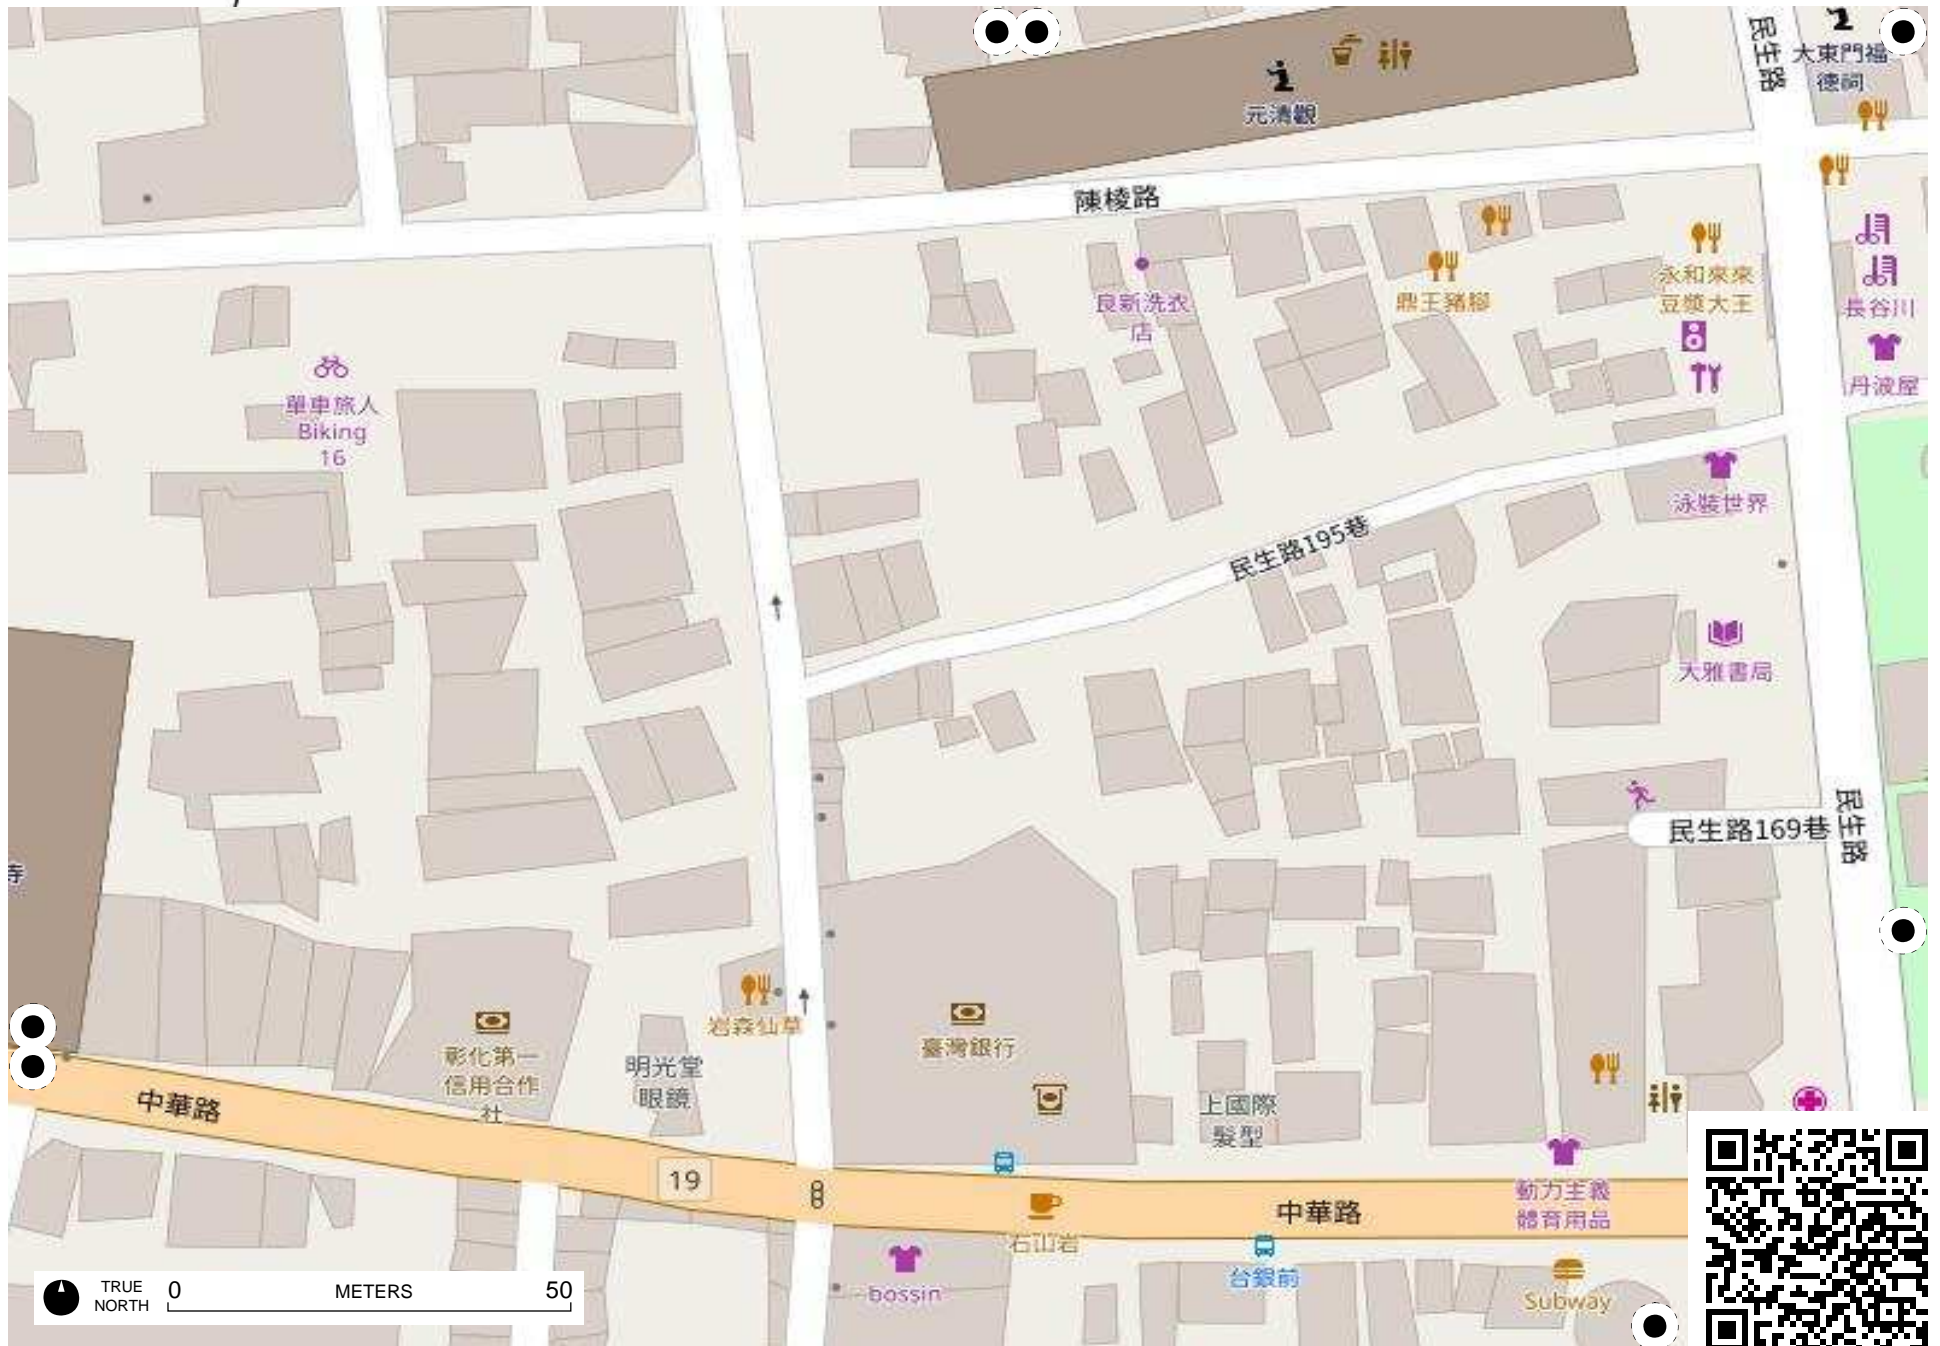 民生路
大東門福
德祠
元清觀
陳棱路
良新洗衣
店
鼎王豬腳
永和來來
豆漿大王
長谷川
丹波屋
單車旅人
Biking
16
泳裝世界
民生路195巷
大雅書局
民生路169巷
民生路
寺
岩森仙草
彰化第一
信用合作
社
明光堂
眼鏡
臺灣銀行
上國際
髮型
中華路
19
中華路
動力主義
體育用品
石山岩
台銀前
bossin
Subway
TRUE
NORTH
0 METERS 50